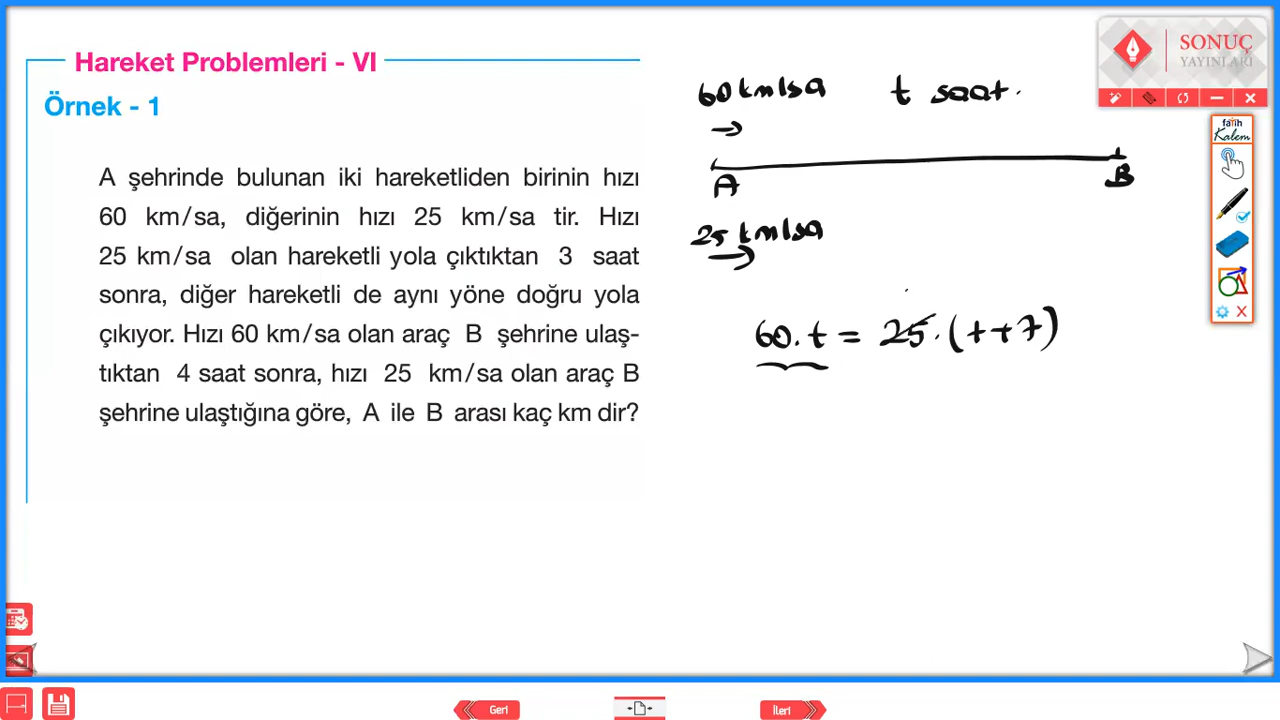 Hareket Problemleri - VI
Örnek - 1
A şehrinde bulunan iki hareketliden birinin hızı
60 km/sa, diğerinin hızı 25 km/sa tir. Hızı
25 km/sa olan hareketli yola çıktıktan 3 saat
sonra, diğer hareketli de aynı yöne doğru yola
çıkıyor. Hızı 60 km/sa olan araç B şehrine ulaş-
tıktan 4 saat sonra, hızı 25 km/sa olan araç B
şehrine ulaştığına göre, A ile B arası kaç km dir?
60 km/sa t saat.
A B
25 km/sa
60.t = 25.(t+7)
SONUÇ
YAYINLARI
fatih
Kalem
Geri
İleri